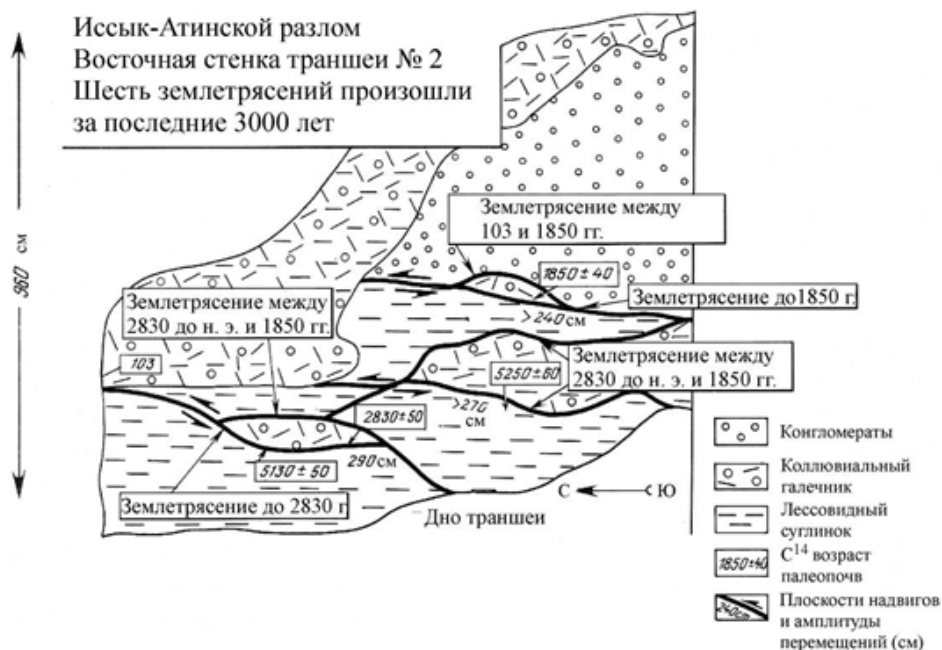 Иссык-Атинской разлом
Восточная стенка траншеи № 2
Шесть землетрясений произошли
за последние 3000 лет
960 см
Землетрясение между
103 и 1850 гг.
1850 ± 40
Землетрясение до1850 г.
>240 см
Землетрясение между
2830 до н. э. и 1850 гг.
103
Землетрясение между
2830 до н. э. и 1850 гг.
5250±60
>270
см
2830±50
5130 ± 50
290 см
Землетрясение до 2830 г
С Ю
Дно траншеи
Конгломераты
Коллювиальный
галечник
Лессовидный
суглинок
1850±40
С14 возраст
палеопочв
240cm
Плоскости надвигов
и амплитуды
перемещений (см)